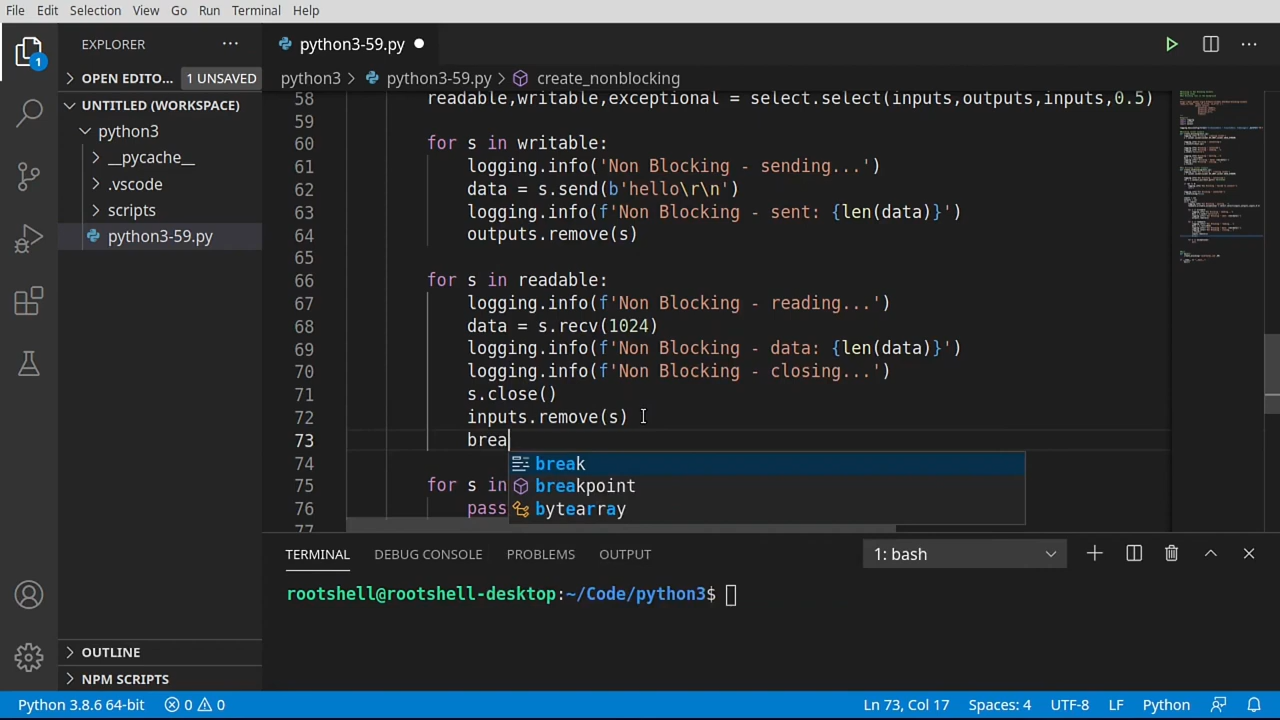 File Edit Selection View Go Run Terminal Help
EXPLORER ···
python3-59.py
1
OPEN EDITO... 1 UNSAVED
python3 python3-59.py create_nonblocking
UNTITLED (WORKSPACE)
python3
__pycache__
.vscode
scripts
python3-59.py
58 readable,writable,exceptional = select.select(inputs,outputs,inputs,0.5)
59
60 for s in writable:
61 logging.info('Non Blocking - sending...')
62 data = s.send(b'hello\r\n')
63 logging.info(f'Non Blocking - sent: {len(data)}')
64 outputs.remove(s)
65
66 for s in readable:
67 logging.info(f'Non Blocking - reading...')
68 data = s.recv(1024)
69 logging.info(f'Non Blocking - data: {len(data)}')
70 logging.info(f'Non Blocking - closing...')
71 s.close()
72 inputs.remove(s)
73 brea
74 break
75 for s in breakpoint
76 pass bytearray
77
TERMINAL DEBUG CONSOLE PROBLEMS OUTPUT 1: bash
rootshell@rootshell-desktop:~/Code/python3$
OUTLINE
NPM SCRIPTS
Python 3.8.6 64-bit 0 0 Ln 73, Col 17 Spaces: 4 UTF-8 LF Python